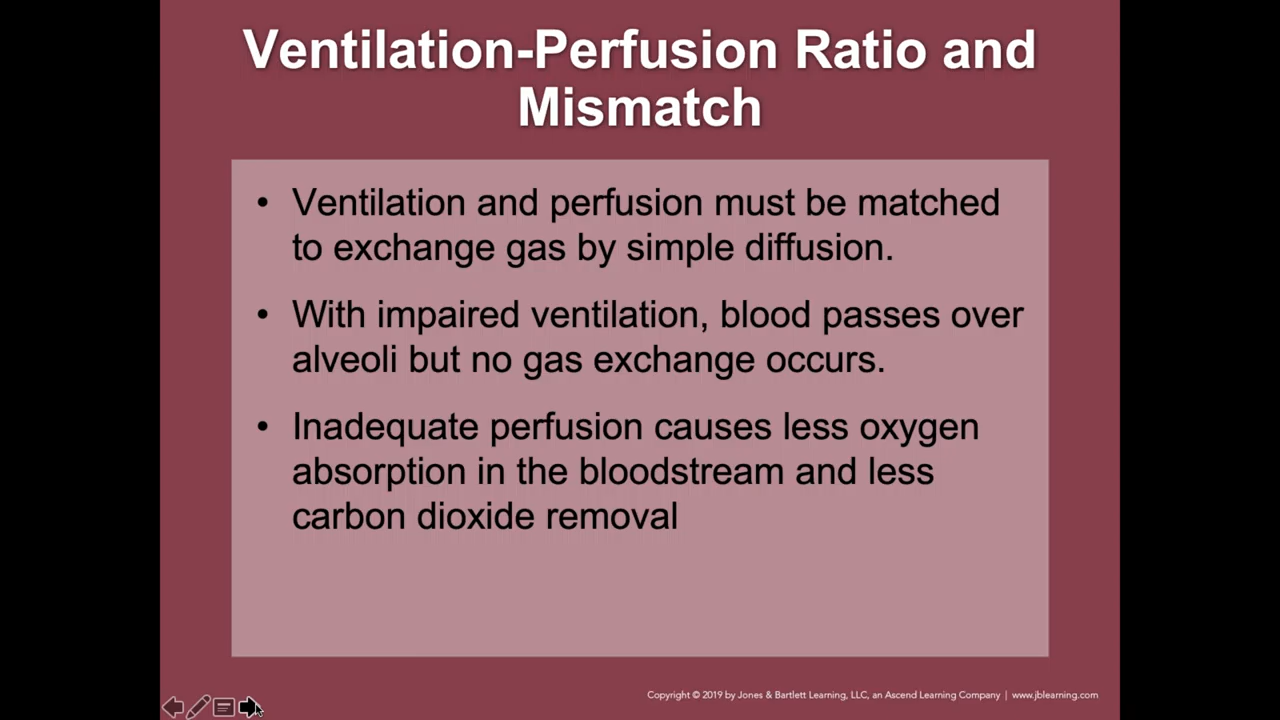 Ventilation-Perfusion Ratio and
Mismatch
• Ventilation and perfusion must be matched
to exchange gas by simple diffusion.
• With impaired ventilation, blood passes over
alveoli but no gas exchange occurs.
• Inadequate perfusion causes less oxygen
absorption in the bloodstream and less
carbon dioxide removal
Copyright © 2019 by Jones & Bartlett Learning, LLC, an Ascend Learning Company | www.jblearning.com